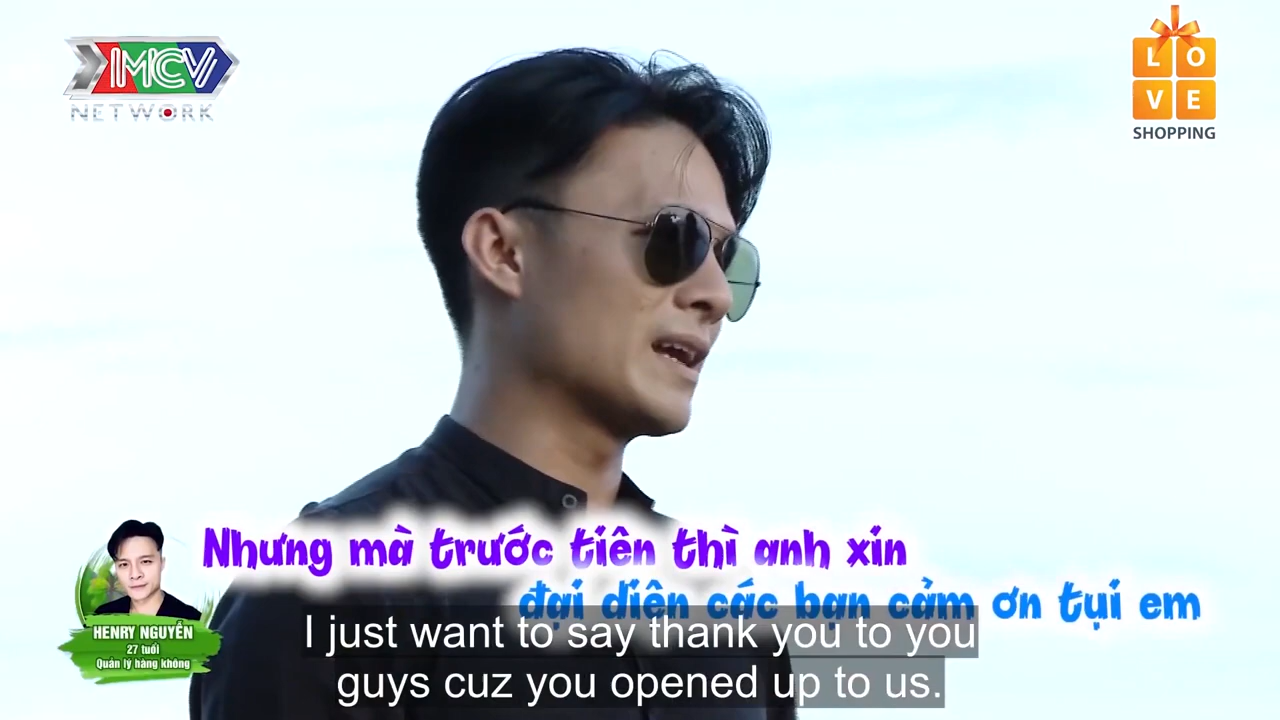 MCV
NETWORK
LO
VE
SHOPPING
Nhưng mà trước tiên thì anh xin
đại diện các bạn cảm ơn tụi em
HENRY NGUYỄN
27 tuổi
Quản lý hàng không
I just want to say thank you to you
guys cuz you opened up to us.